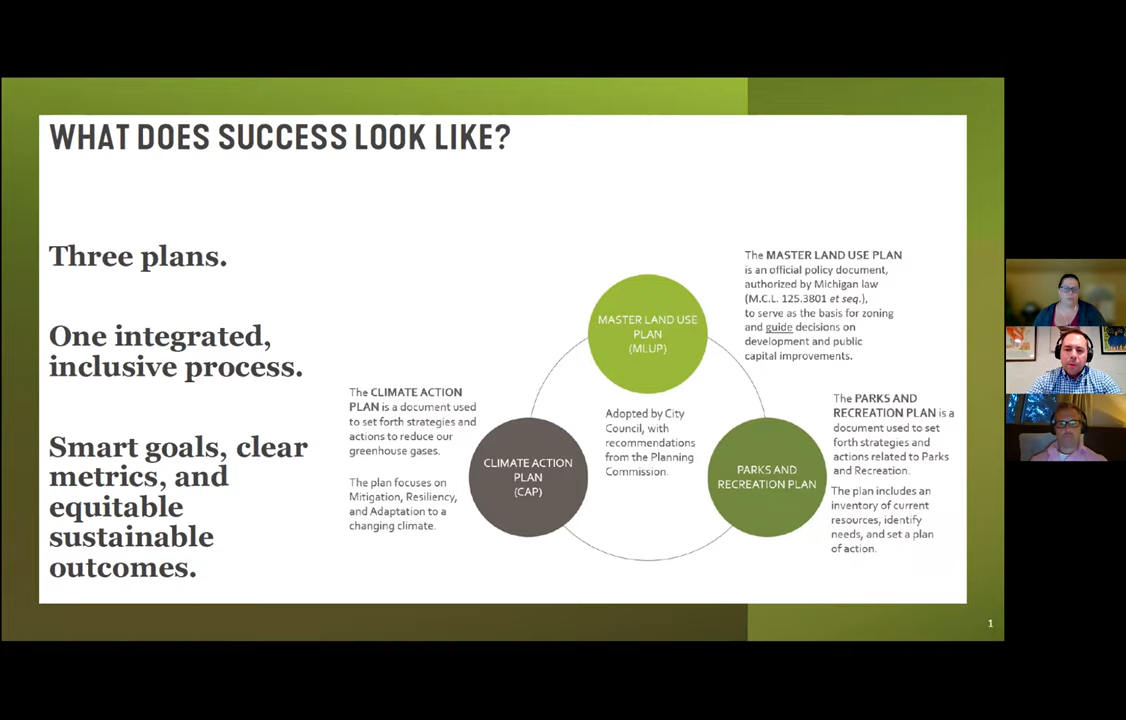 WHAT DOES SUCCESS LOOK LIKE?
Three plans.
One integrated,
inclusive process.
Smart goals, clear
metrics, and
equitable
sustainable
outcomes.
The CLIMATE ACTION
PLAN is a document used
to set forth strategies and
actions to reduce our
greenhouse gases.
The plan focuses on
Mitigation, Resiliency,
and Adaptation to a
changing climate.
CLIMATE ACTION
PLAN
(CAP)
MASTER LAND USE
PLAN
(MLUP)
Adopted by City
Council, with
recommendations
from the Planning
Commission.
The MASTER LAND USE PLAN
is an official policy document,
authorized by Michigan law
(M.C.L. 125.3801 et seq.),
to serve as the basis for zoning
and guide decisions on
development and public
capital improvements.
PARKS AND
RECREATION PLAN
The PARKS AND
RECREATION PLAN is a
document used to set
forth strategies and
actions related to Parks
and Recreation.
The plan includes an
inventory of current
resources, identify
needs, and set a plan
of action.
1